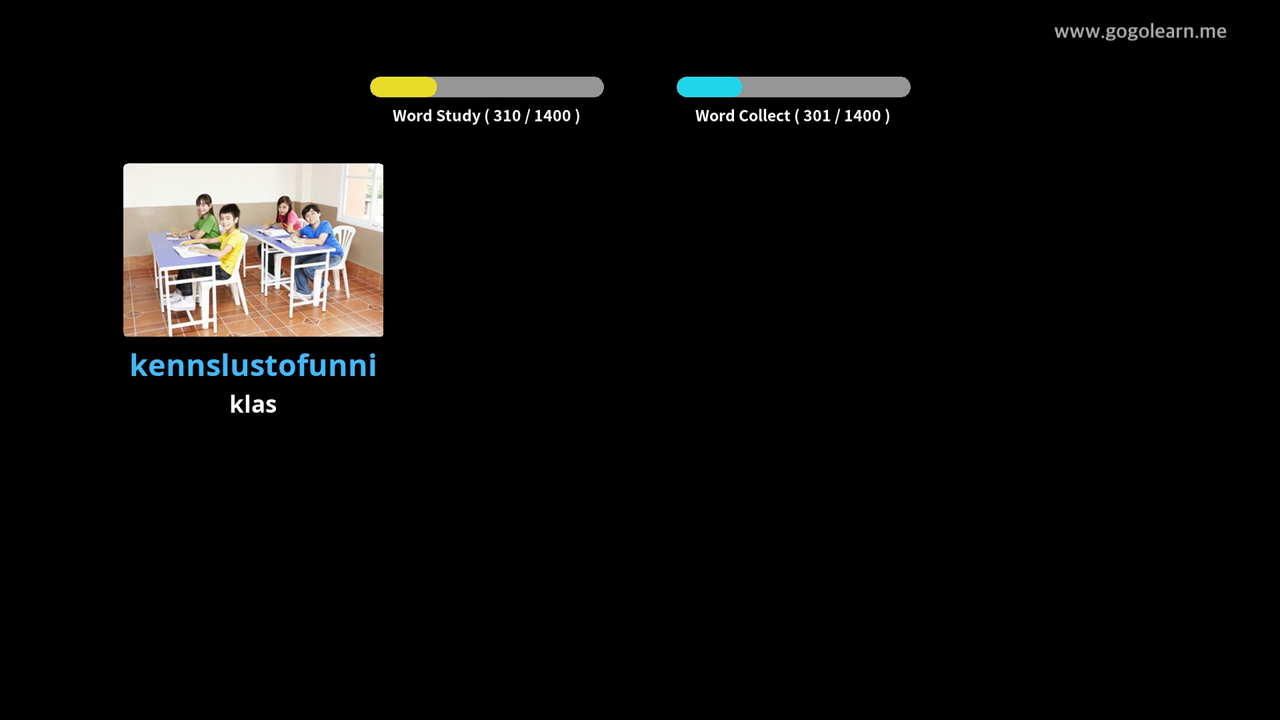 www.gogolearn.me
Word Study ( 310 / 1400 )
Word Collect ( 301 / 1400 )
kennslustofunni
klas